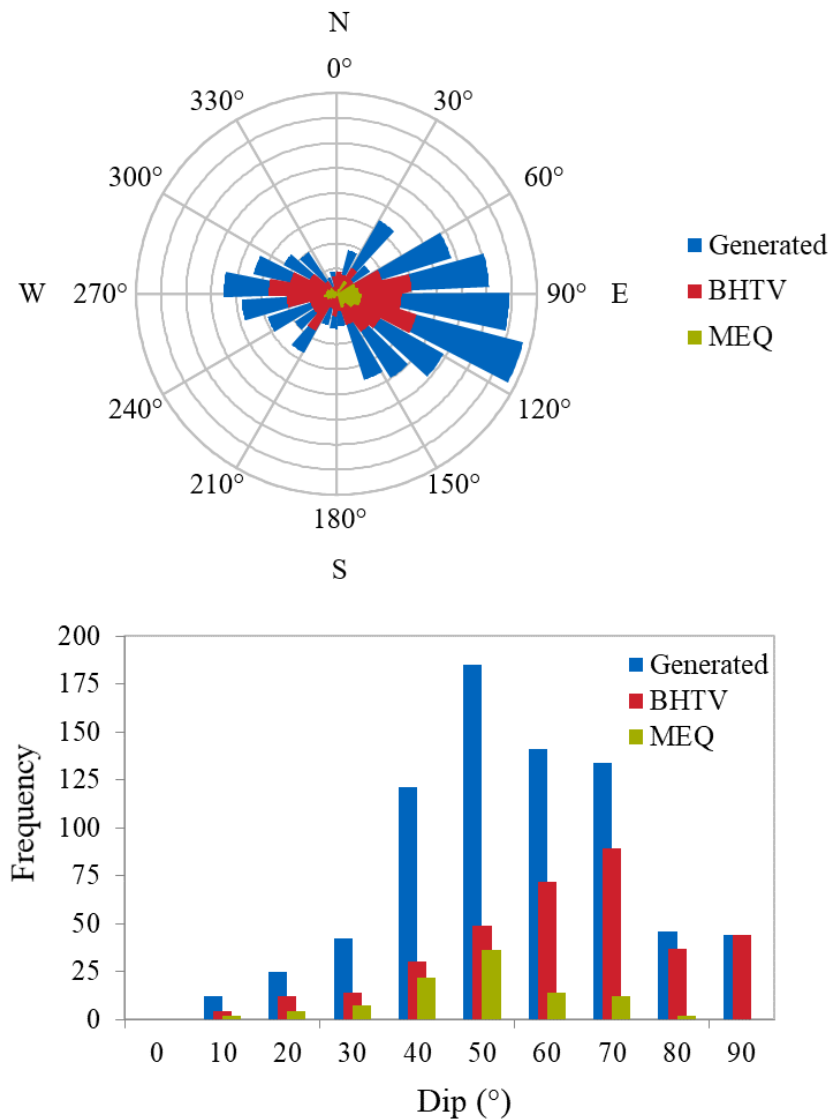 N
0°
330° 30°
300° 60°
W 270° 90° E
Generated
BHTV
MEQ
240° 120°
210° 150°
180°
S
200
175
150
125
100
75
50
25
0
Frequency
Generated
BHTV
MEQ
0 10 20 30 40 50 60 70 80 90
Dip (°)